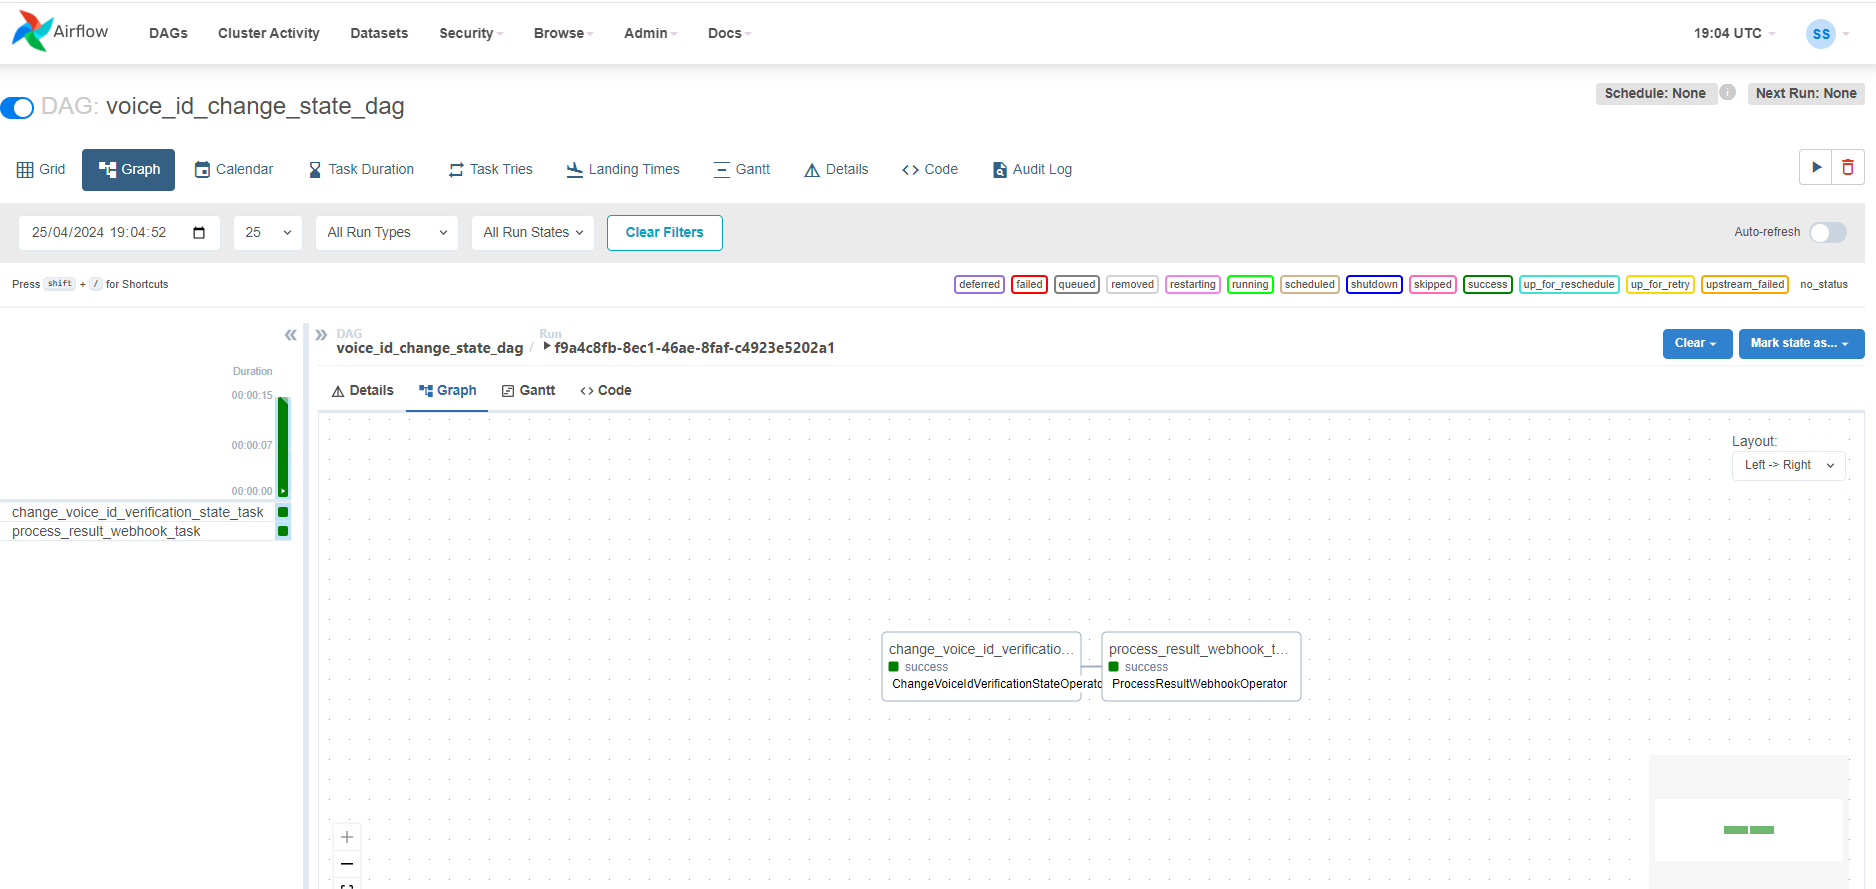 Airflow DAGs Cluster Activity Datasets Security Browse Admin Docs 19:04 UTC SS
DAG: voice_id_change_state_dag
Schedule: None i Next Run: None
Grid Graph Calendar Task Duration Task Tries Landing Times Gantt Details Code Audit Log
25/04/2024 19:04:52 25 All Run Types All Run States Clear Filters Auto-refresh
Press shift + / for Shortcuts deferred failed queued removed restarting running scheduled shutdown skipped success up_for_reschedule up_for_retry upstream_failed no_status
DAG Run
voice_id_change_state_dag / f9a4c8fb-8ec1-46ae-8faf-c4923e5202a1
Clear Mark state as...
Duration
00:00:15
00:00:07
00:00:00
change_voice_id_verification_state_task
process_result_webhook_task
Details Graph Gantt Code
Layout:
Left -> Right
change_voice_id_verificatio...
success
ChangeVoiceIdVerificationStateOperato
process_result_webhook_t...
success
ProcessResultWebhookOperator